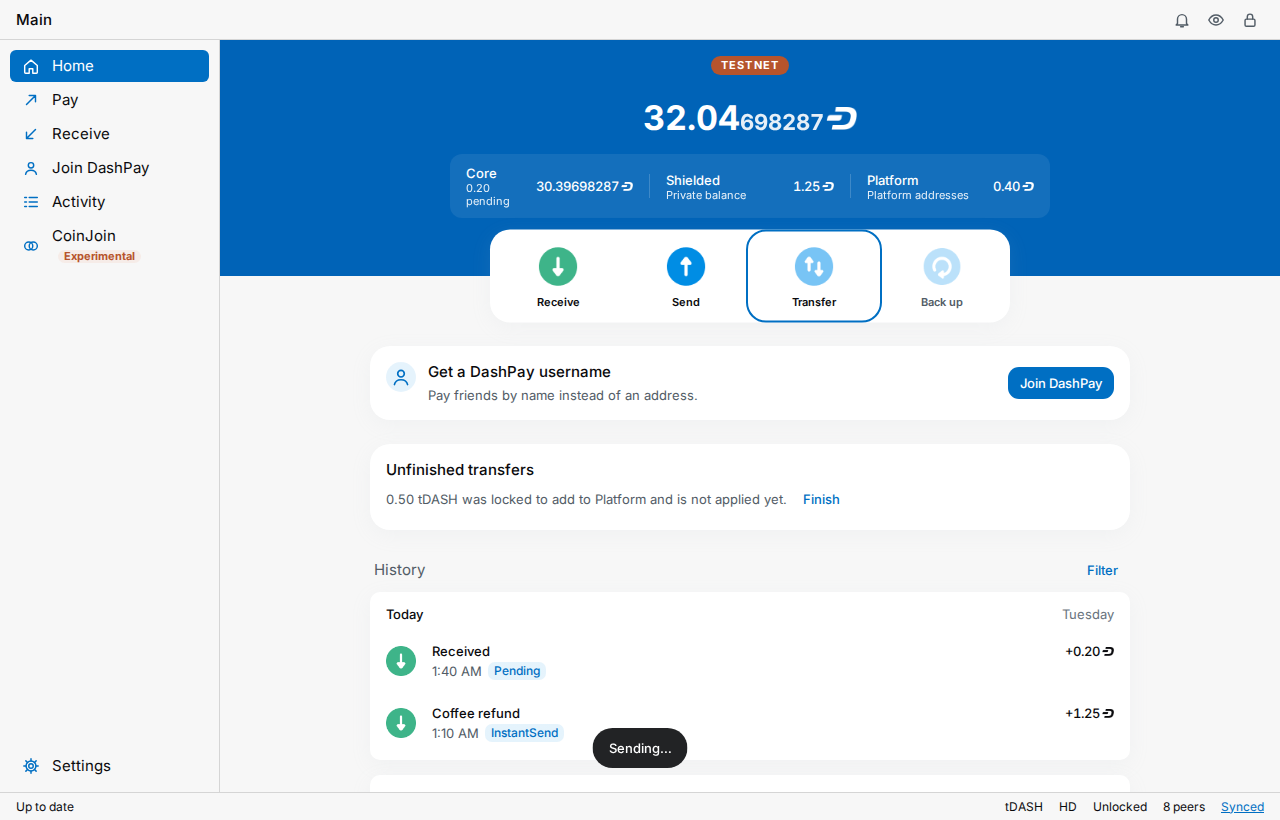 Main
Home
Pay
Receive
Join DashPay
Activity
CoinJoin
Experimental
Settings
TESTNET
32.04698287
Core
0.20 pending
30.39698287
Shielded
Private balance
1.25
Platform
Platform addresses
0.40
Receive
Send
Transfer
Back up
Get a DashPay username
Pay friends by name instead of an address.
Join DashPay
Unfinished transfers
0.50 tDASH was locked to add to Platform and is not applied yet. Finish
History
Filter
Today
Tuesday
Received
+0.20
1:40 AM Pending
Coffee refund
+1.25
1:10 AM InstantSend
Sending...
Up to date
tDASH
HD
Unlocked
8 peers
Synced